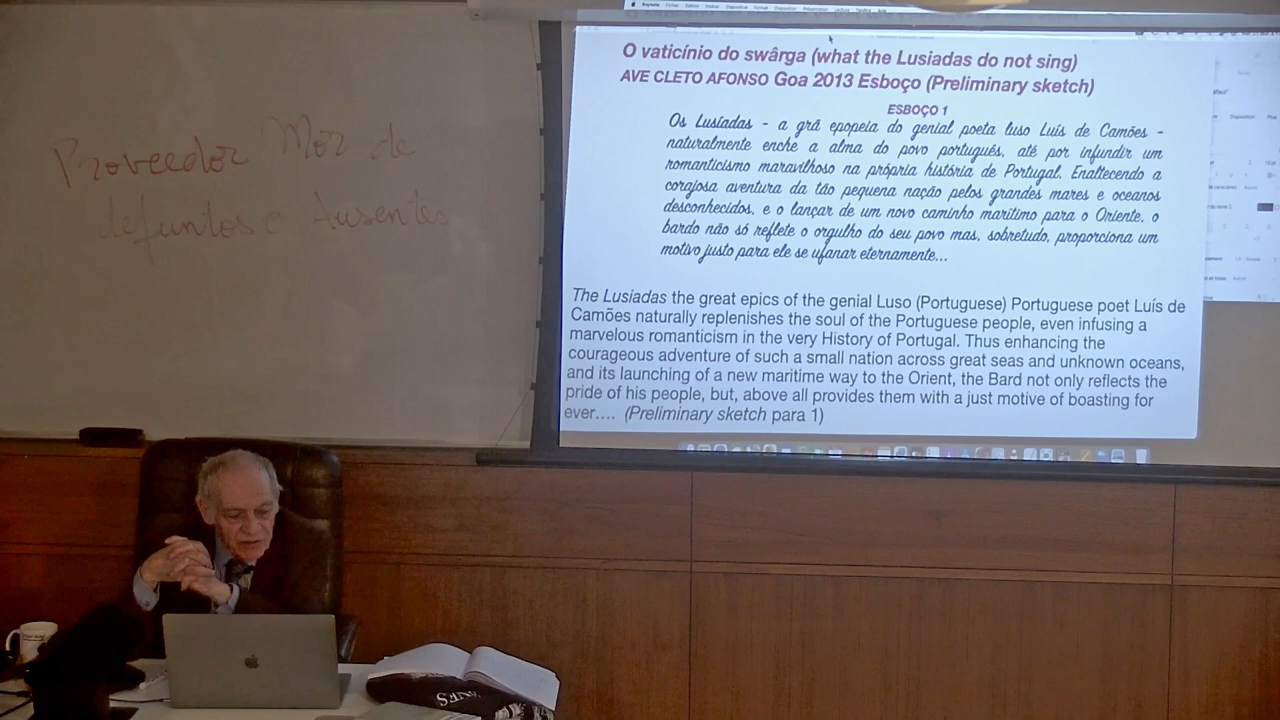 Proveedor Mor de
defuntos e Ausentes
O vaticínio do swârga (what the Lusiadas do not sing)
AVE CLETO AFONSO Goa 2013 Esboço (Preliminary sketch)
ESBOÇO 1
Os Lusíadas - a grã epopeia do genial poeta luso Luís de Camões -
naturalmente enche a alma do povo português, até por infundir um
romanticismo maravilhoso na própria história de Portugal. Enaltecendo a
corajosa aventura da tão pequena nação pelos grandes mares e oceanos
desconhecidos, e o lançar de um novo caminho marítimo para o Oriente, o
bardo não só reflete o orgulho do seu povo mas, sobretudo, proporciona um
motivo justo para ele se ufanar eternamente...
The Lusiadas the great epics of the genial Luso (Portuguese) Portuguese poet Luís de
Camões naturally replenishes the soul of the Portuguese people, even infusing a
marvelous romanticism in the very History of Portugal. Thus enhancing the
courageous adventure of such a small nation across great seas and unknown oceans,
and its launching of a new maritime way to the Orient, the Bard not only reflects the
pride of his people, but, above all provides them with a just motive of boasting for
ever.... (Preliminary sketch para 1)